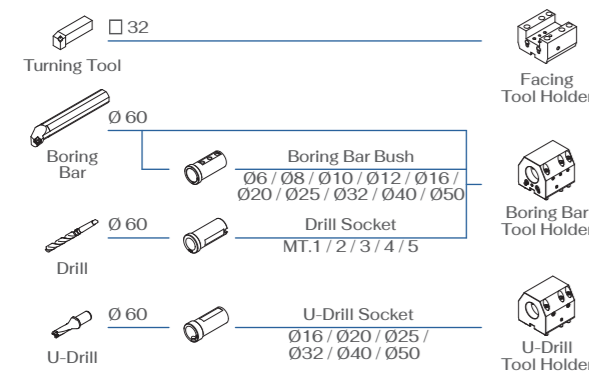 □ 32
Turning Tool
Facing
Tool Holder
Ø 60
Boring
Bar
Boring Bar Bush
Ø6 / Ø8 / Ø10 / Ø12 / Ø16 /
Ø20 / Ø25 / Ø32 / Ø40 / Ø50
Boring Bar
Tool Holder
Ø 60
Drill
Drill Socket
MT.1 / 2 / 3 / 4 / 5
Ø 60
U-Drill
U-Drill Socket
Ø16 / Ø20 / Ø25 /
Ø32 / Ø40 / Ø50
U-Drill
Tool Holder